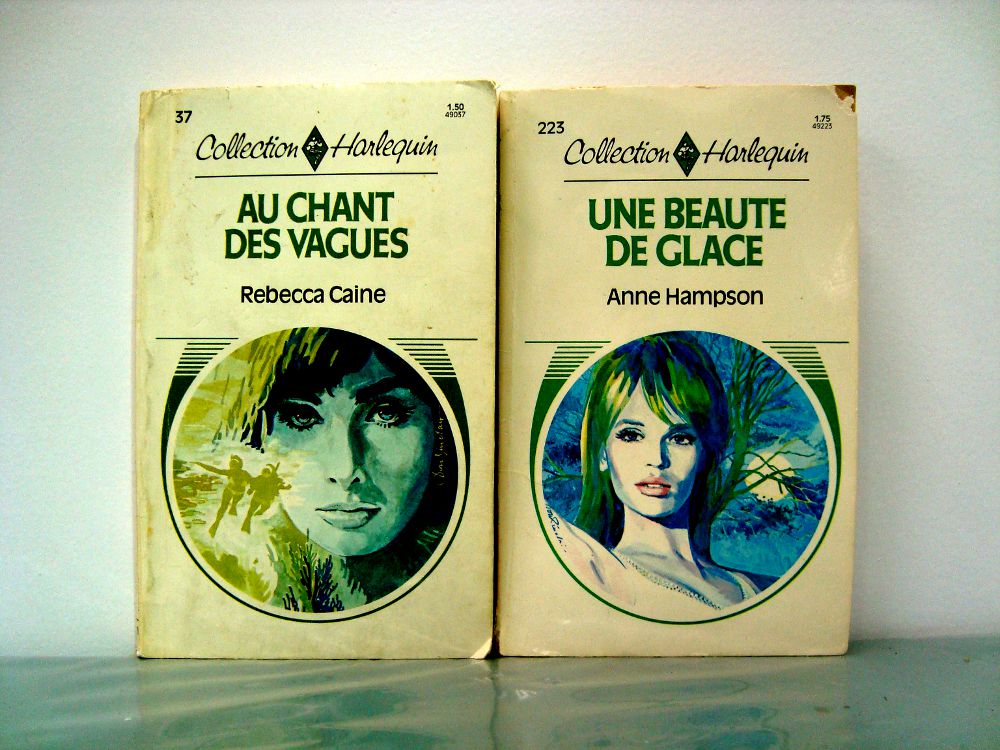 37
1.50
49037
Collection Harlequin
AU CHANT
DES VAGUES
Rebecca Caine
223
1.75
49223
Collection Harlequin
UNE BEAUTE
DE GLACE
Anne Hampson